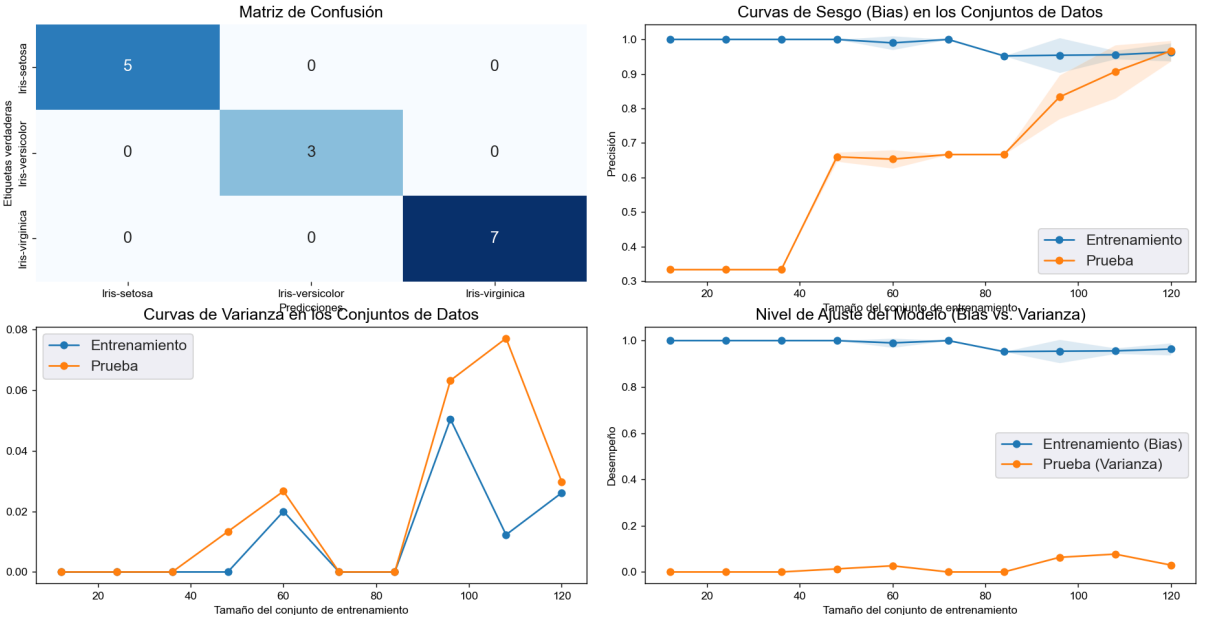 Matriz de Confusión
Etiquetas verdaderas
Iris-setosa
Iris-versicolor
Iris-virginica
5 0 0
0 3 0
0 0 7
Iris-setosa Iris-versicolor Iris-virginica
Predicciones
Curvas de Sesgo (Bias) en los Conjuntos de Datos
Precisión
1.0
0.9
0.8
0.7
0.6
0.5
0.4
0.3
Entrenamiento
Prueba
20 40 60 80 100 120
Tamaño del conjunto de entrenamiento
Curvas de Varianza en los Conjuntos de Datos
0.08
0.06
0.04
0.02
0.00
Entrenamiento
Prueba
20 40 60 80 100 120
Tamaño del conjunto de entrenamiento
Nivel de Ajuste del Modelo (Bias vs. Varianza)
Desempeño
1.0
0.8
0.6
0.4
0.2
0.0
Entrenamiento (Bias)
Prueba (Varianza)
20 40 60 80 100 120
Tamaño del conjunto de entrenamiento